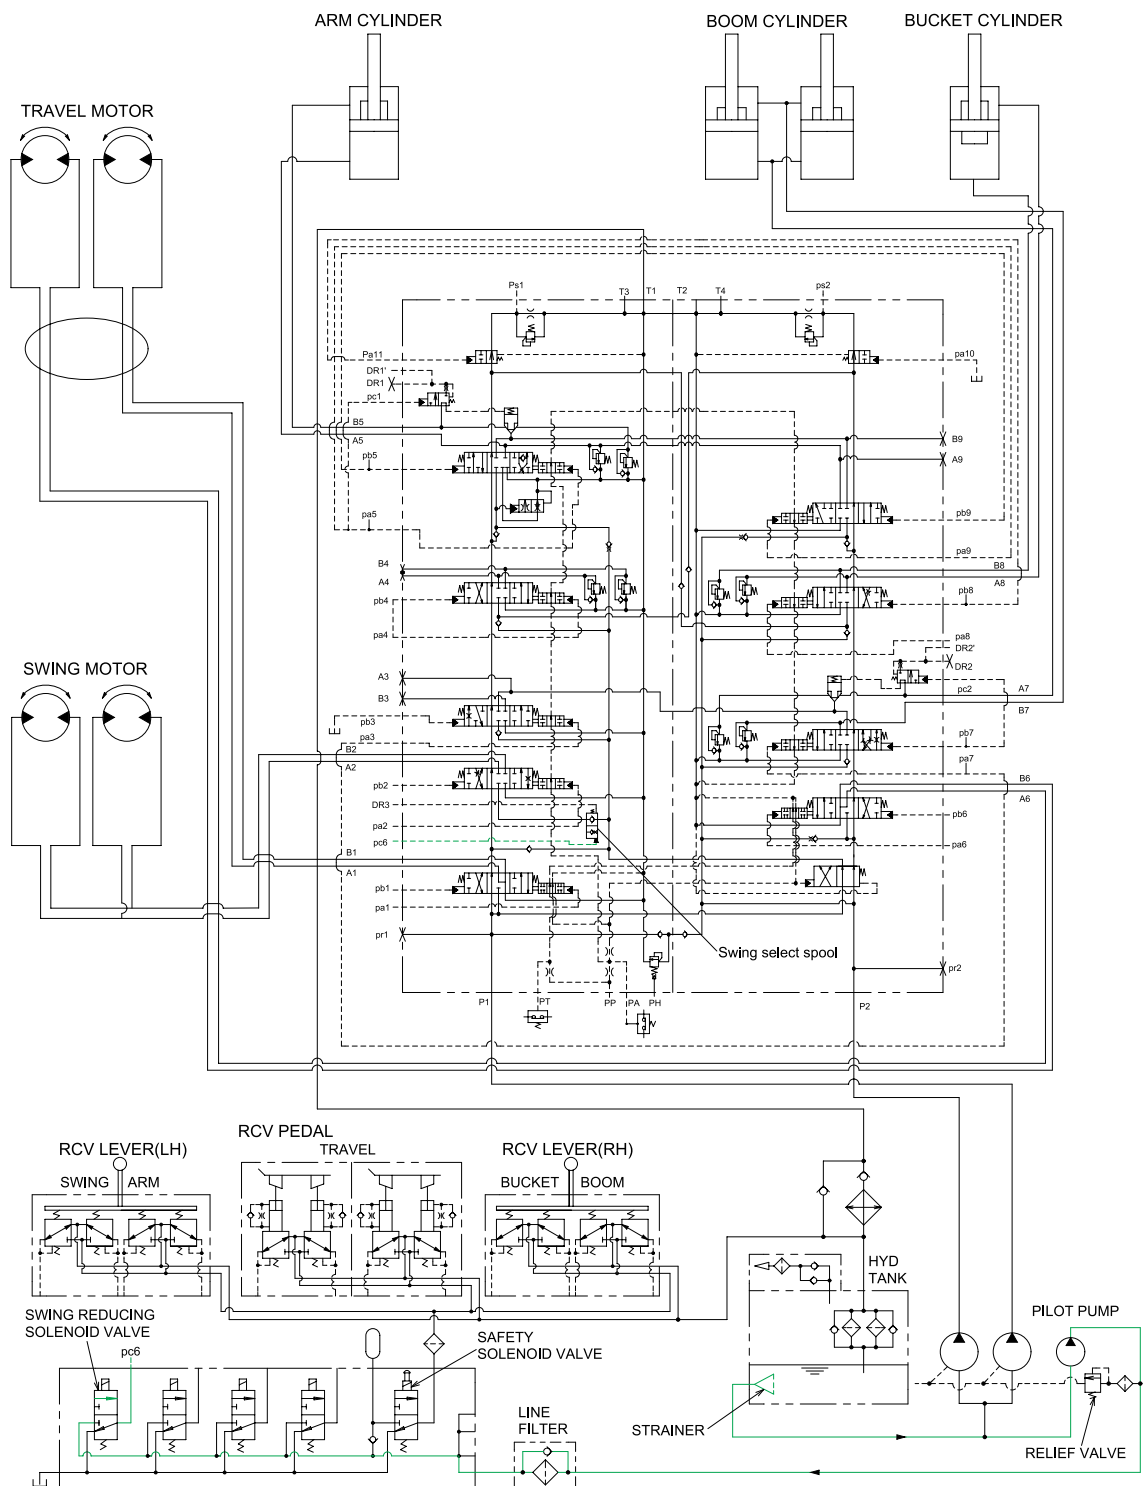 ARM CYLINDER
BOOM CYLINDER
BUCKET CYLINDER
TRAVEL MOTOR
Ps1
T3
T1
T2
T4
ps2
Pa11
pa10
DR1'
DR1
pc1
B5
A5
B9
A9
pb5
pa5
pb9
pa9
B4
A4
B8
A8
pb4
pb8
pa4
pa8
DR2'
DR2
SWING MOTOR
A3
B3
pc2
A7
B7
pb3
pa3
pb7
pa7
B2
A2
B6
A6
pb2
DR3
pa2
pb6
pc6
pa6
B1
A1
pb1
pa1
pr1
Swing select spool
pr2
P1
PT
PP
PA
PH
P2
RCV LEVER(LH)
SWING
ARM
RCV PEDAL
TRAVEL
RCV LEVER(RH)
BUCKET
BOOM
HYD
TANK
SWING REDUCING
SOLENOID VALVE
pc6
SAFETY
SOLENOID VALVE
PILOT PUMP
LINE
FILTER
STRAINER
RELIEF VALVE